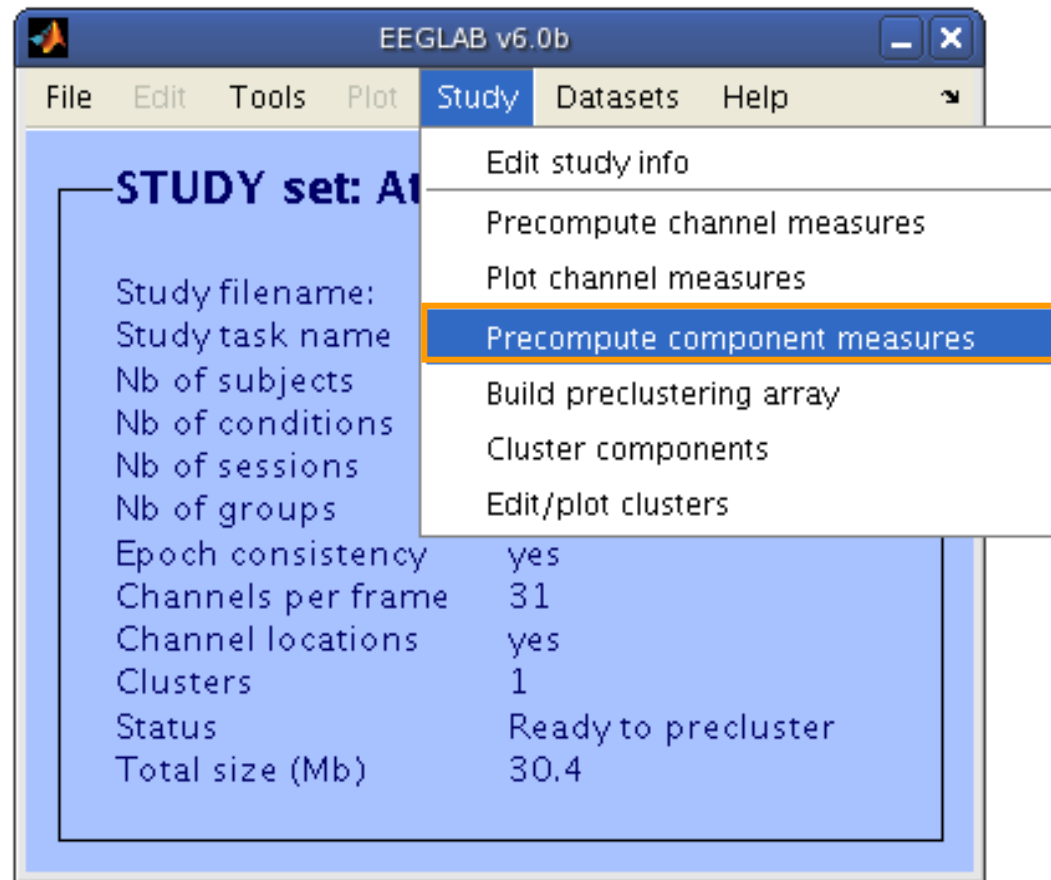 EEGLAB v6.0b
File Edit Tools Plot Study Datasets Help
Edit study info
Precompute channel measures
Plot channel measures
Precompute component measures
Build preclustering array
Cluster components
Edit/plot clusters
STUDY set: At
Study filename:
Study task name
Nb of subjects
Nb of conditions
Nb of sessions
Nb of groups
Epoch consistency yes
Channels per frame 31
Channel locations yes
Clusters 1
Status Ready to precluster
Total size (Mb) 30.4